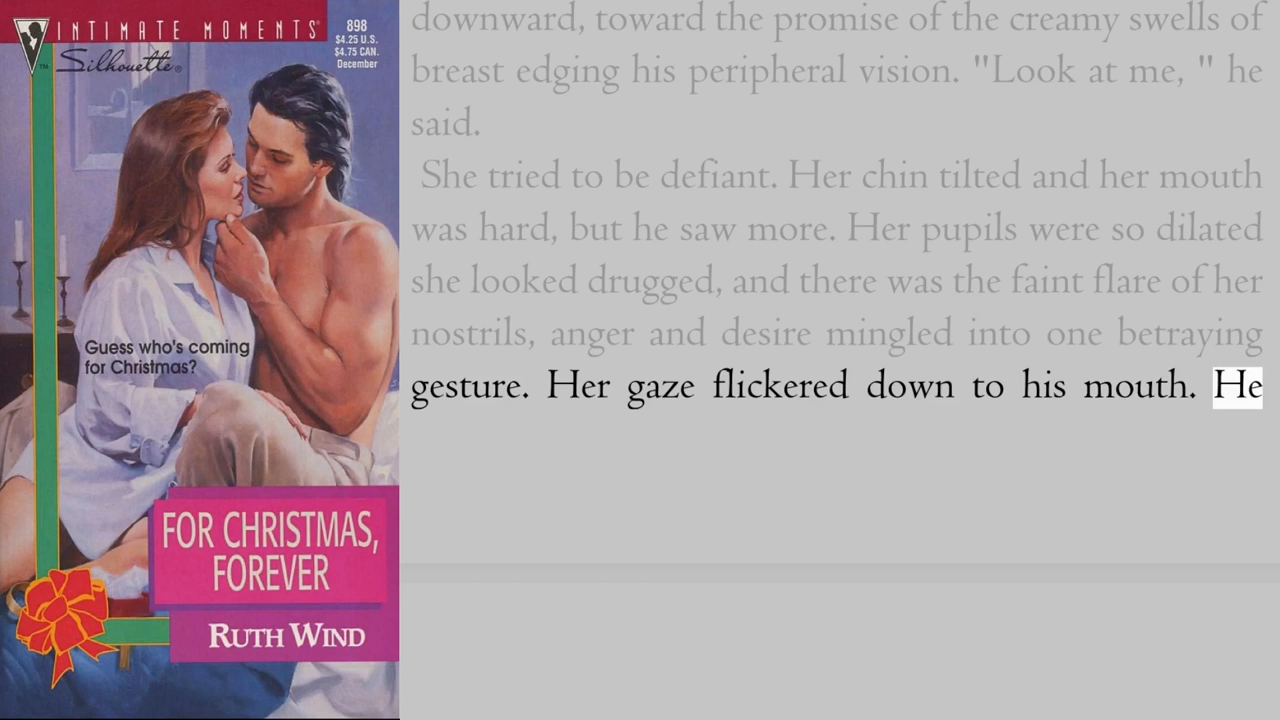 INTIMATE MOMENTS®
898
$4.25 U.S.
$4.75 CAN.
December
TM
Silhouette®
Guess who's coming
for Christmas?
FOR CHRISTMAS,
FOREVER
RUTH WIND
downward, toward the promise of the creamy swells of
breast edging his peripheral vision. "Look at me, " he
said.
She tried to be defiant. Her chin tilted and her mouth
was hard, but he saw more. Her pupils were so dilated
she looked drugged, and there was the faint flare of her
nostrils, anger and desire mingled into one betraying
gesture. Her gaze flickered down to his mouth. He